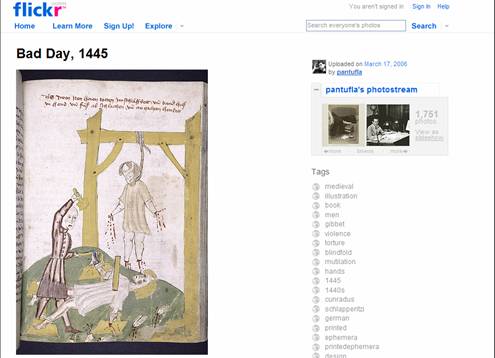 flickr
You aren't signed in Sign In Help
Home Learn More Sign Up! Explore
Search everyone's photos Search
Bad Day, 1445
Uploaded on March 17, 2006
by pantufla
pantufla's photostream
1,751
photos
View as
slideshow
Tags
medieval
illustration
book
men
gibbet
violence
torture
blindfold
mutilation
hands
1445
1440s
cunradus
schlapperitzi
german
printed
ephemera
printedephemera
design